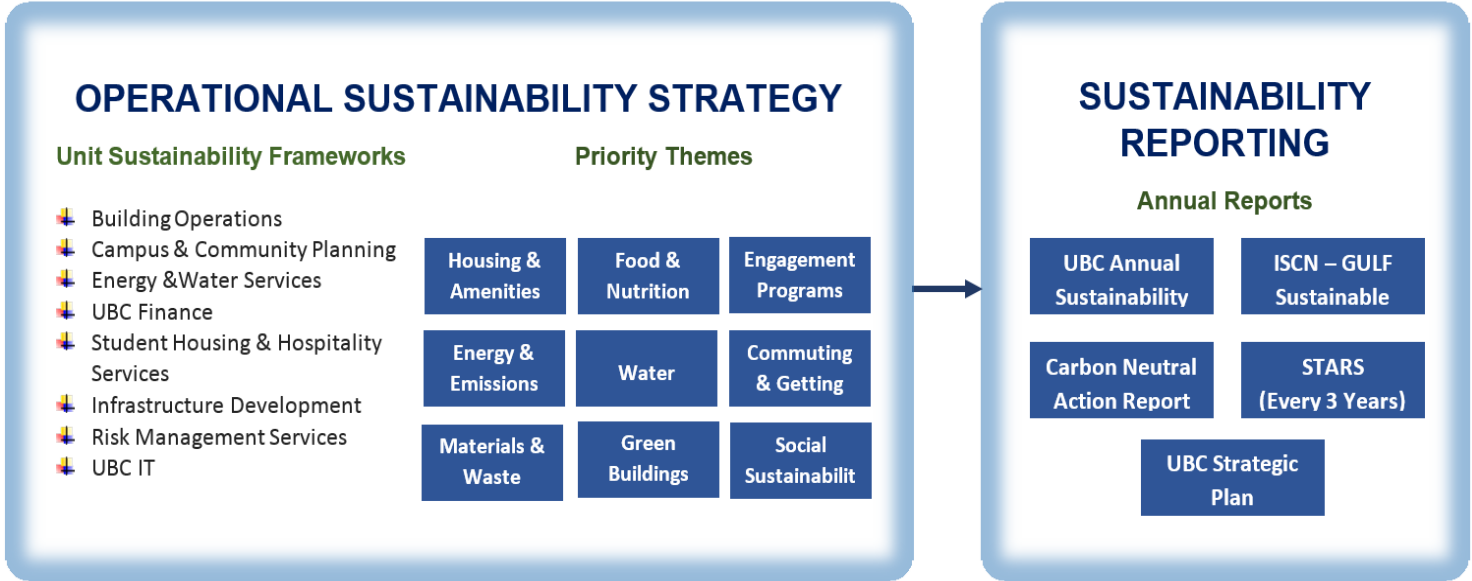 OPERATIONAL SUSTAINABILITY STRATEGY
Unit Sustainability Frameworks
Building Operations
Campus & Community Planning
Energy &Water Services
UBC Finance
Student Housing & Hospitality
Services
Infrastructure Development
Risk Management Services
UBC IT
Priority Themes
Housing &
Amenities
Food &
Nutrition
Engagement
Programs
Energy &
Emissions
Water
Commuting
& Getting
Materials &
Waste
Green
Buildings
Social
Sustainabilit
SUSTAINABILITY
REPORTING
Annual Reports
UBC Annual
Sustainability
ISCN – GULF
Sustainable
Carbon Neutral
Action Report
STARS
(Every 3 Years)
UBC Strategic
Plan